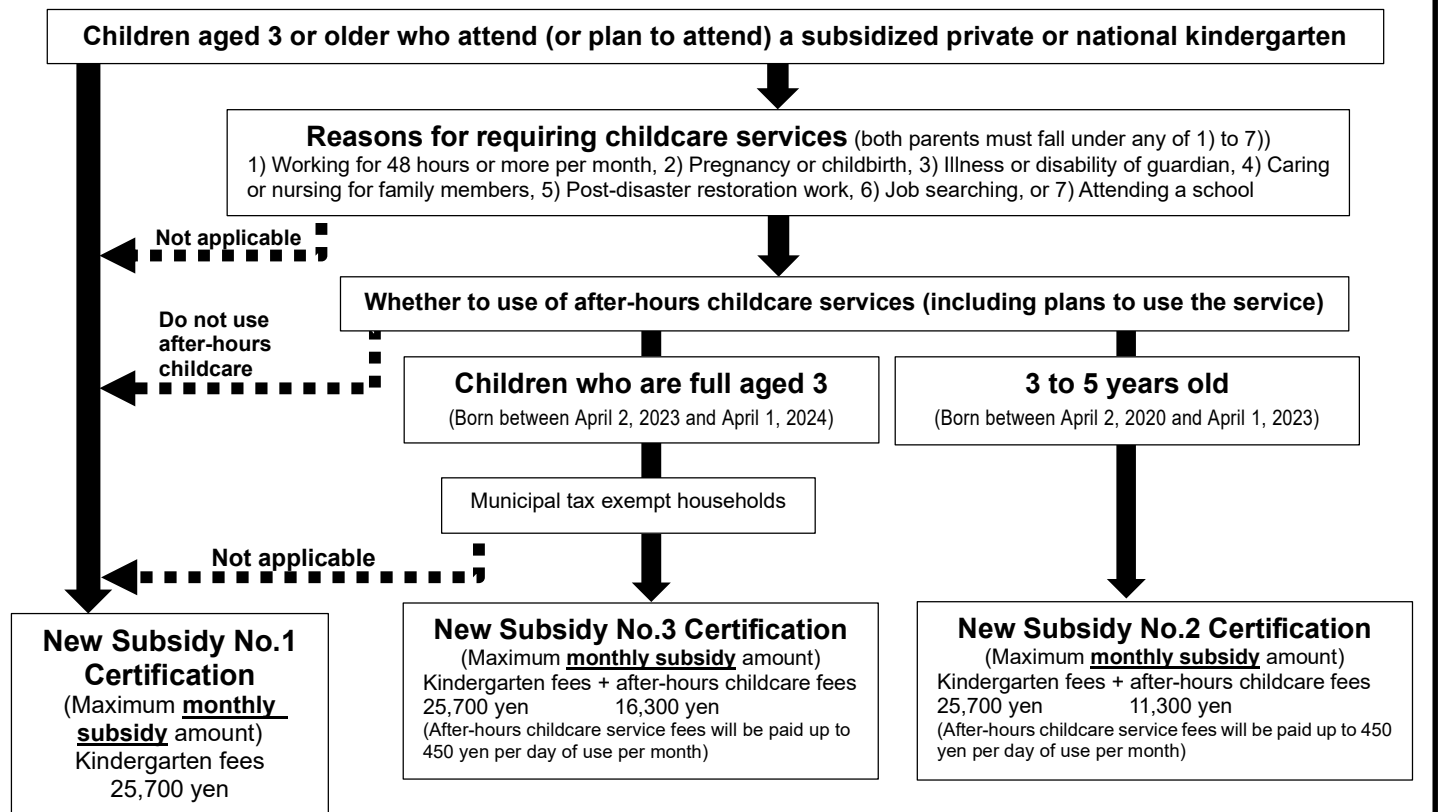 Children aged 3 or older who attend (or plan to attend) a subsidized private or national kindergarten
Reasons for requiring childcare services (both parents must fall under any of 1) to 7))
1) Working for 48 hours or more per month, 2) Pregnancy or childbirth, 3) Illness or disability of guardian, 4) Caring
or nursing for family members, 5) Post-disaster restoration work, 6) Job searching, or 7) Attending a school
Not applicable
Whether to use of after-hours childcare services (including plans to use the service)
Do not use
after-hours
childcare
Children who are full aged 3
(Born between April 2, 2023 and April 1, 2024)
3 to 5 years old
(Born between April 2, 2020 and April 1, 2023)
Municipal tax exempt households
Not applicable
New Subsidy No.1
Certification
(Maximum monthly
subsidy amount)
Kindergarten fees
25,700 yen
New Subsidy No.3 Certification
(Maximum monthly subsidy amount)
Kindergarten fees + after-hours childcare fees
25,700 yen 16,300 yen
(After-hours childcare service fees will be paid up to
450 yen per day of use per month)
New Subsidy No.2 Certification
(Maximum monthly subsidy amount)
Kindergarten fees + after-hours childcare fees
25,700 yen 11,300 yen
(After-hours childcare service fees will be paid up to 450
yen per day of use per month)